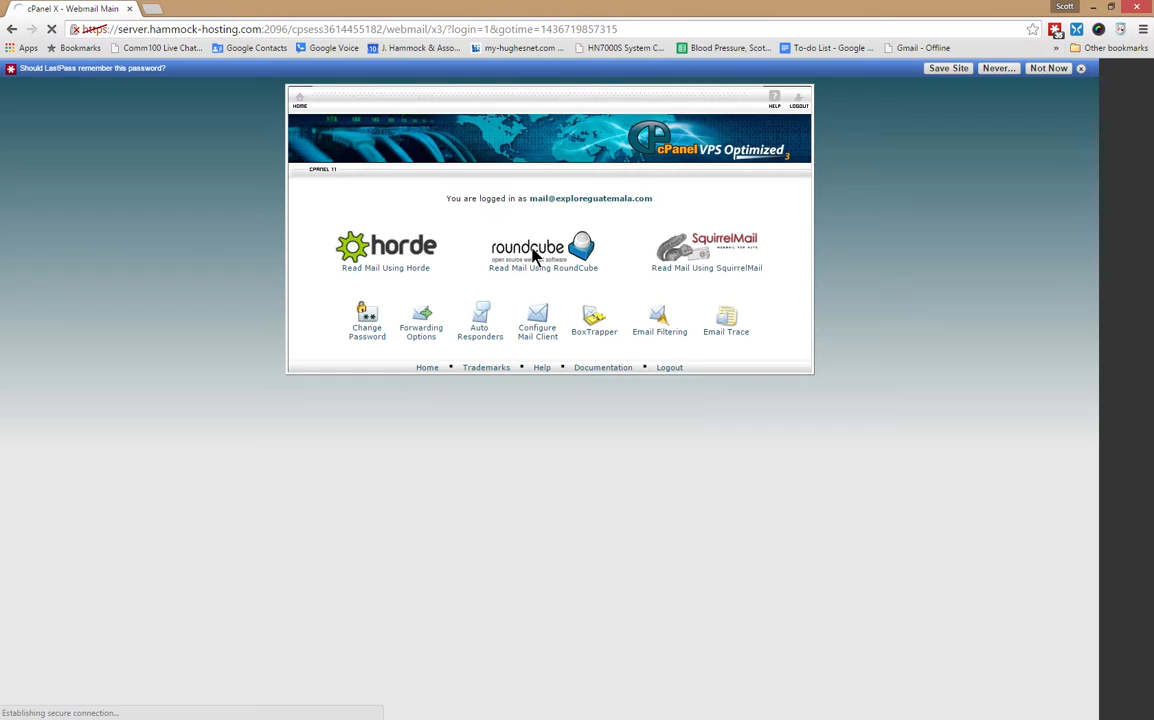 cPanel X - Webmail Main
Scott
https://server.hammock-hosting.com:2096/cpsess3614455182/webmail/x3/?login=1&gotime=1436719857315
Apps Bookmarks Comm100 Live Chat... Google Contacts Google Voice J. Hammock & Asso... my-hughesnet.com ... HN7000S System C... Blood Pressure, Scot... To-do List - Google ... Gmail - Offline » Other bookmarks
Should LastPass remember this password? Save Site Never... Not Now
HOME HELP LOGOUT
cPanel VPS Optimized 3
CPANEL 11
You are logged in as mail@exploreguatemala.com
horde roundcube SquirrelMail
Read Mail Using Horde Read Mail Using RoundCube Read Mail Using SquirrelMail
Change Password
Forwarding Options
Auto Responders
Configure Mail Client
BoxTrapper
Email Filtering
Email Trace
Home Trademarks Help Documentation Logout
Establishing secure connection...